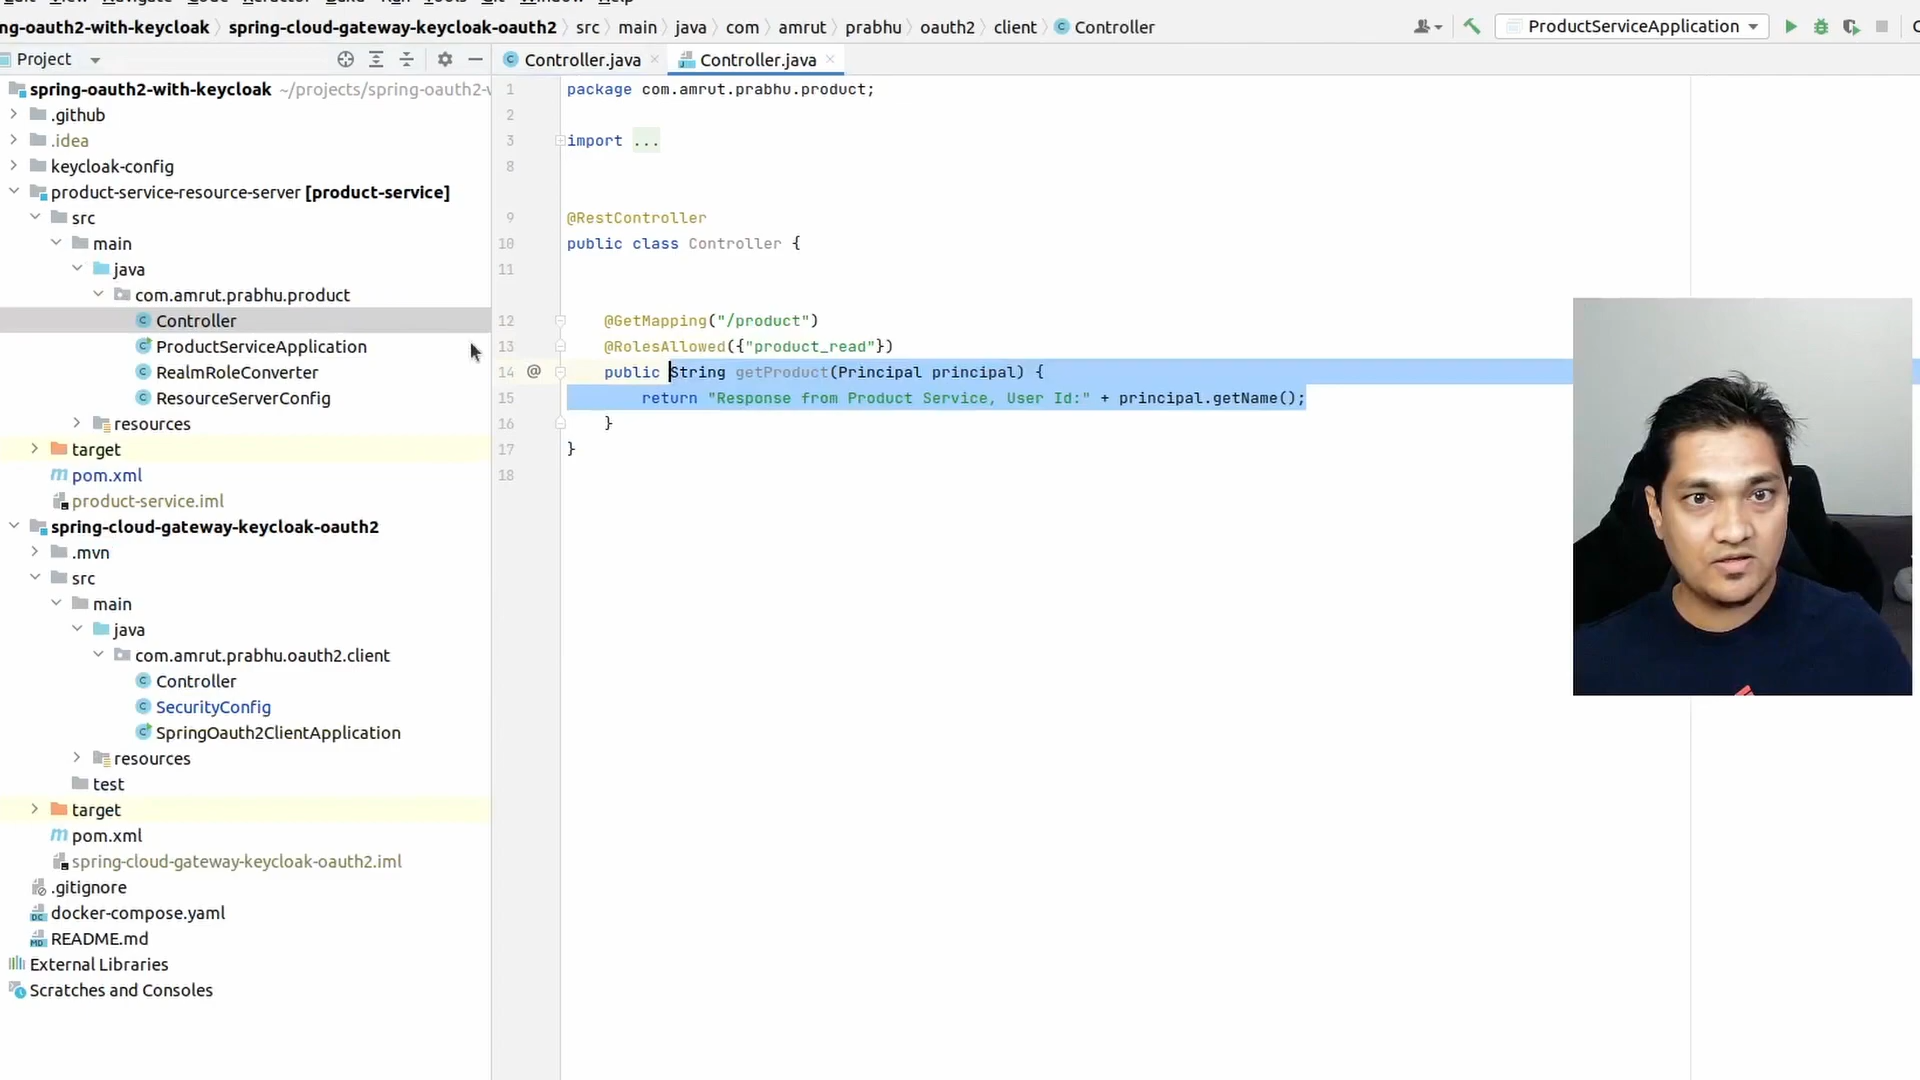 ng-oauth2-with-keycloak spring-cloud-gateway-keycloak-oauth2 src main java com amrut prabhu oauth2 client Controller ProductServiceApplication
Project
Controller.java Controller.java
spring-oauth2-with-keycloak ~/projects/spring-oauth2-
.github
.idea
keycloak-config
product-service-resource-server [product-service]
src
main
java
com.amrut.prabhu.product
Controller
ProductServiceApplication
RealmRoleConverter
ResourceServerConfig
resources
target
pom.xml
product-service.iml
spring-cloud-gateway-keycloak-oauth2
.mvn
src
main
java
com.amrut.prabhu.oauth2.client
Controller
SecurityConfig
SpringOauth2ClientApplication
resources
test
target
pom.xml
spring-cloud-gateway-keycloak-oauth2.iml
.gitignore
docker-compose.yaml
README.md
External Libraries
Scratches and Consoles
1 package com.amrut.prabhu.product;
2
3 import ...
8
9 @RestController
10 public class Controller {
11
12 @GetMapping("/product")
13 @RolesAllowed({"product_read"})
14 @ public String getProduct(Principal principal) {
15 return "Response from Product Service, User Id:" + principal.getName();
16 }
17 }
18